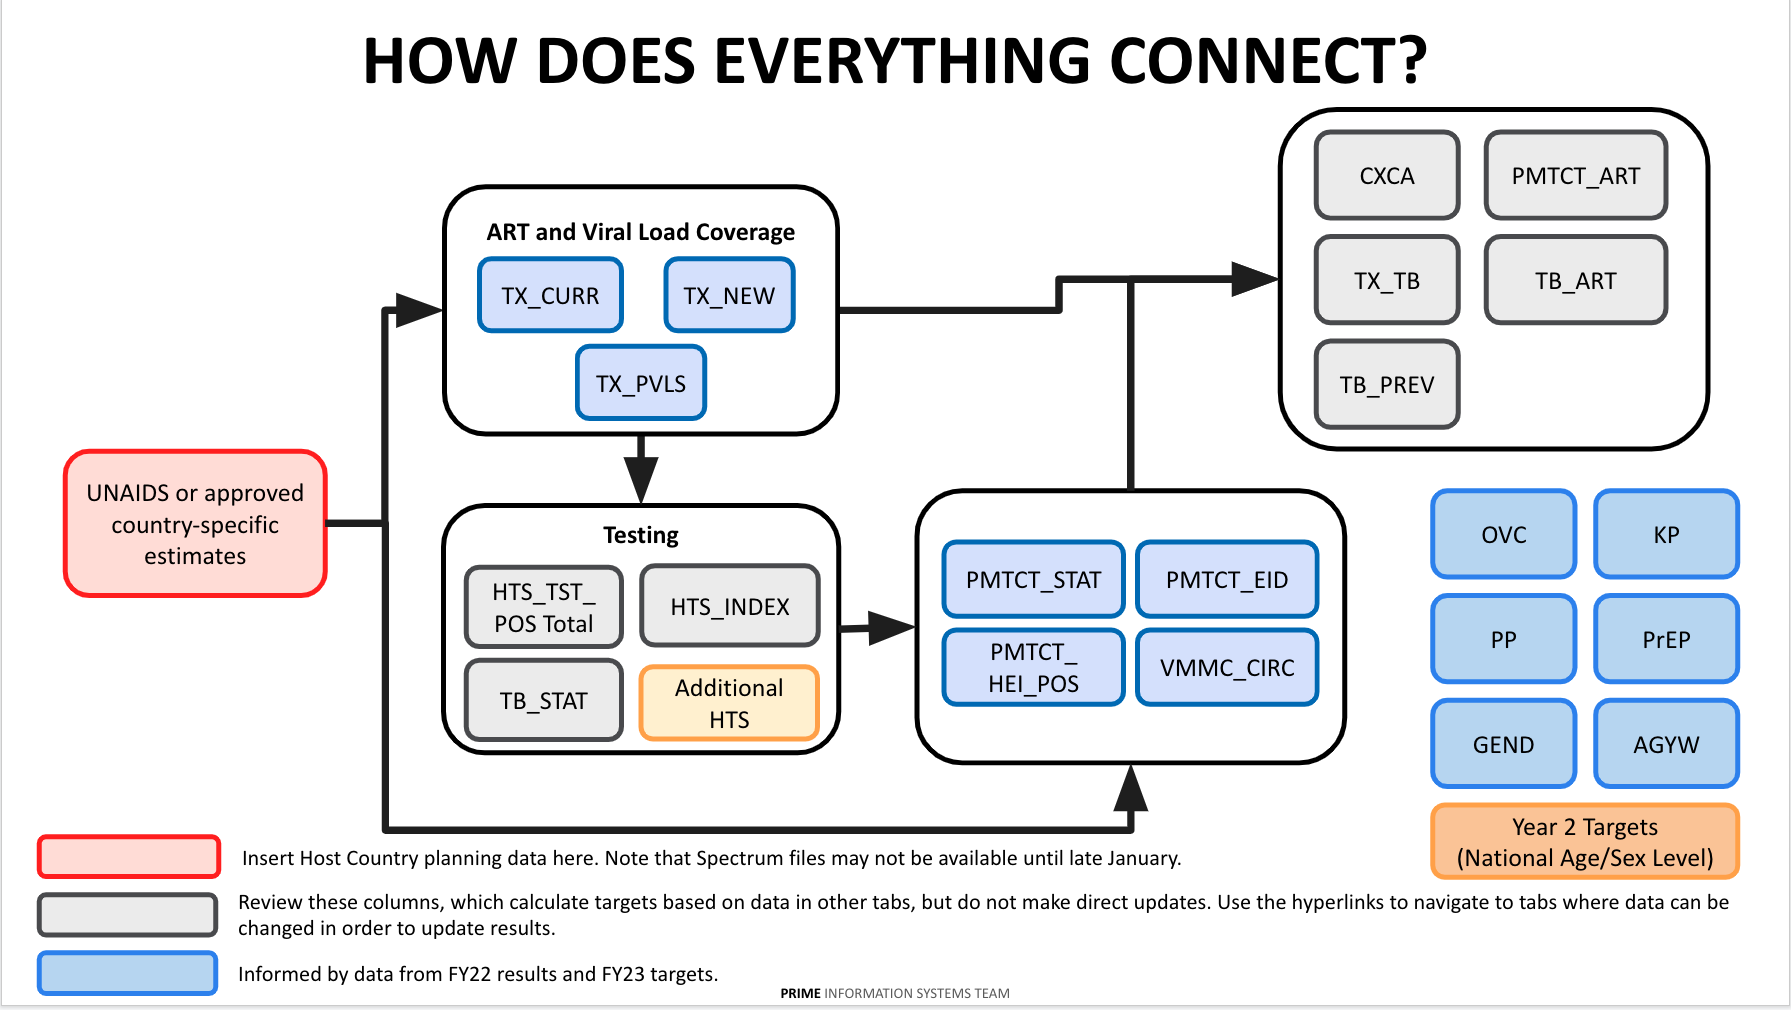 HOW DOES EVERYTHING CONNECT?
CXCA
PMTCT_ART
TX_TB
TB_ART
TB_PREV
ART and Viral Load Coverage
TX_CURR
TX_NEW
TX_PVLS
UNAIDS or approved
country-specific
estimates
Testing
HTS_TST_
POS Total
HTS_INDEX
TB_STAT
Additional
HTS
PMTCT_STAT
PMTCT_EID
PMTCT_
HEI_POS
VMMC_CIRC
OVC
KP
PP
PrEP
GEND
AGYW
Year 2 Targets
(National Age/Sex Level)
Insert Host Country planning data here. Note that Spectrum files may not be available until late January.
Review these columns, which calculate targets based on data in other tabs, but do not make direct updates. Use the hyperlinks to navigate to tabs where data can be
changed in order to update results.
Informed by data from FY22 results and FY23 targets.
PRIME INFORMATION SYSTEMS TEAM